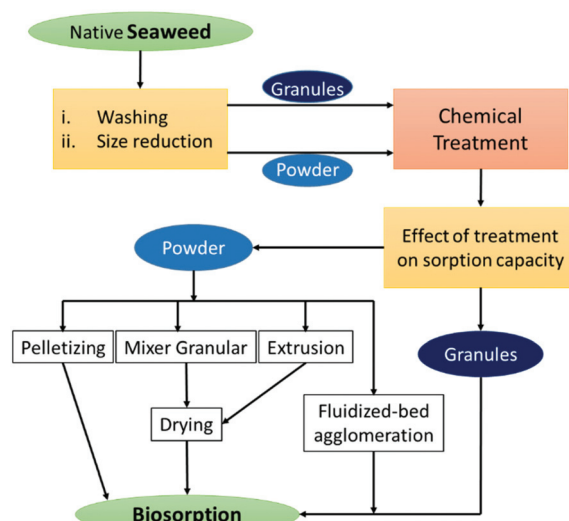 Native Seaweed
Granules
i. Washing
ii. Size reduction
Chemical
Treatment
Powder
Effect of treatment
on sorption capacity
Powder
Pelletizing
Mixer Granular
Extrusion
Granules
Drying
Fluidized-bed
agglomeration
Biosorption